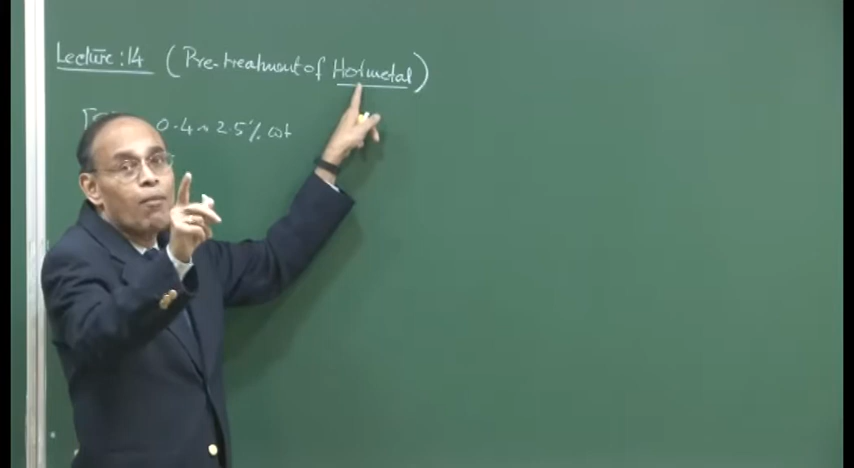 Lecture : 14 (Pre-treatment of Hotmetal)
0.4 ~ 2.5% wt